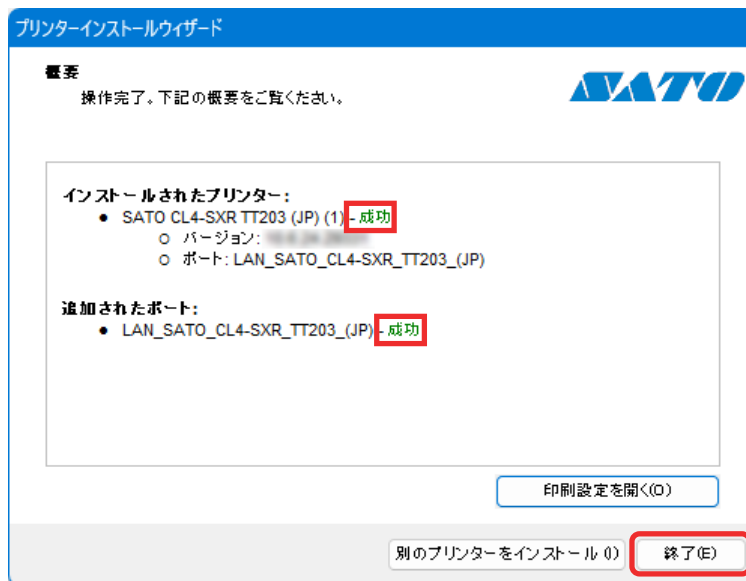 プリンターインストールウィザード
概要
操作完了。下記の概要をご覧ください。
SATO
インストールされたプリンター:
● SATO CL4-SXR TT203 (JP) (1) - 成功
○ バージョン:
○ ポート: LAN_SATO_CL4-SXR_TT203_(JP)
追加されたポート:
● LAN_SATO_CL4-SXR_TT203_(JP) - 成功
印刷設定を開く(O)
別のプリンターをインストール (I)
終了(E)